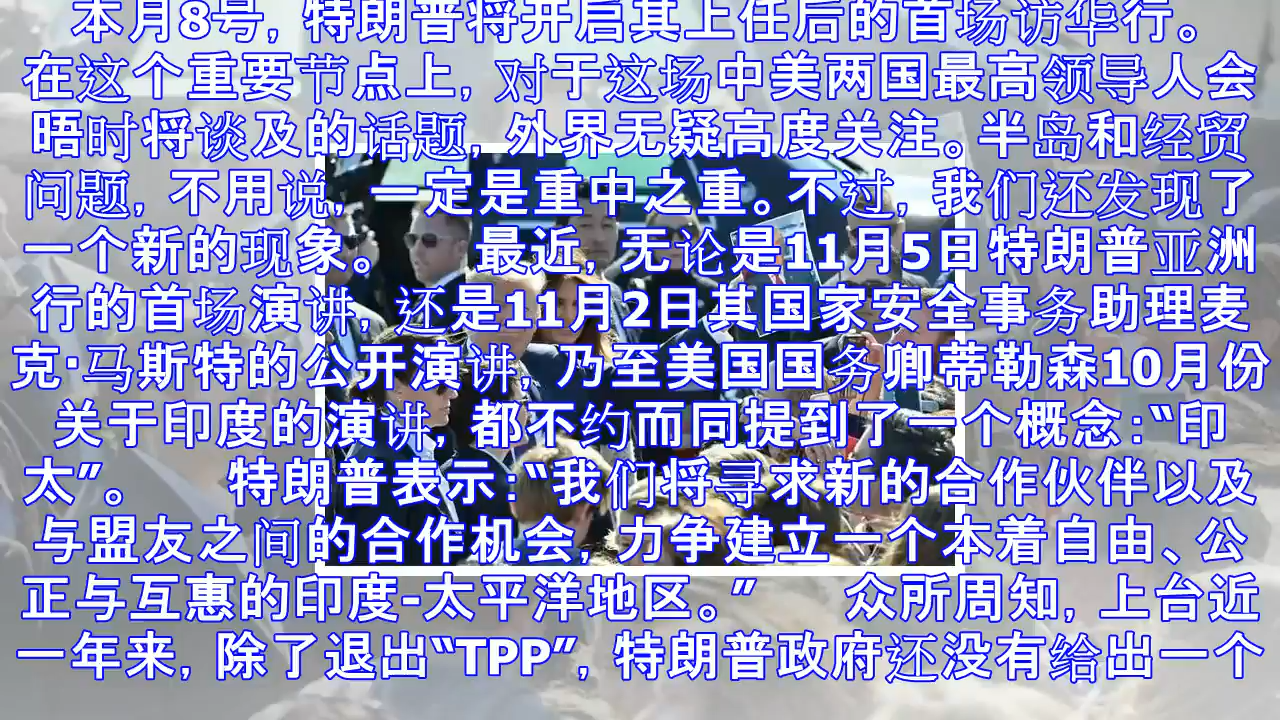 本月8号, 特朗普将开启其上任后的首场访华行。
在这个重要节点上, 对于这场中美两国最高领导人会
晤时将谈及的话题, 外界无疑高度关注。半岛和经贸
问题, 不用说, 一定是重中之重。不过, 我们还发现了
一个新的现象。 最近, 无论是11月5日特朗普亚洲
行的首场演讲, 还是11月2日其国家安全事务助理麦
克·马斯特的公开演讲, 乃至美国国务卿蒂勒森10月份
关于印度的演讲, 都不约而同提到了一个概念:“印
太”。 特朗普表示:“我们将寻求新的合作伙伴以及
与盟友之间的合作机会, 力争建立一个本着自由、公
正与互惠的印度-太平洋地区。” 众所周知, 上台近
一年来, 除了退出“TPP”, 特朗普政府还没有给出一个